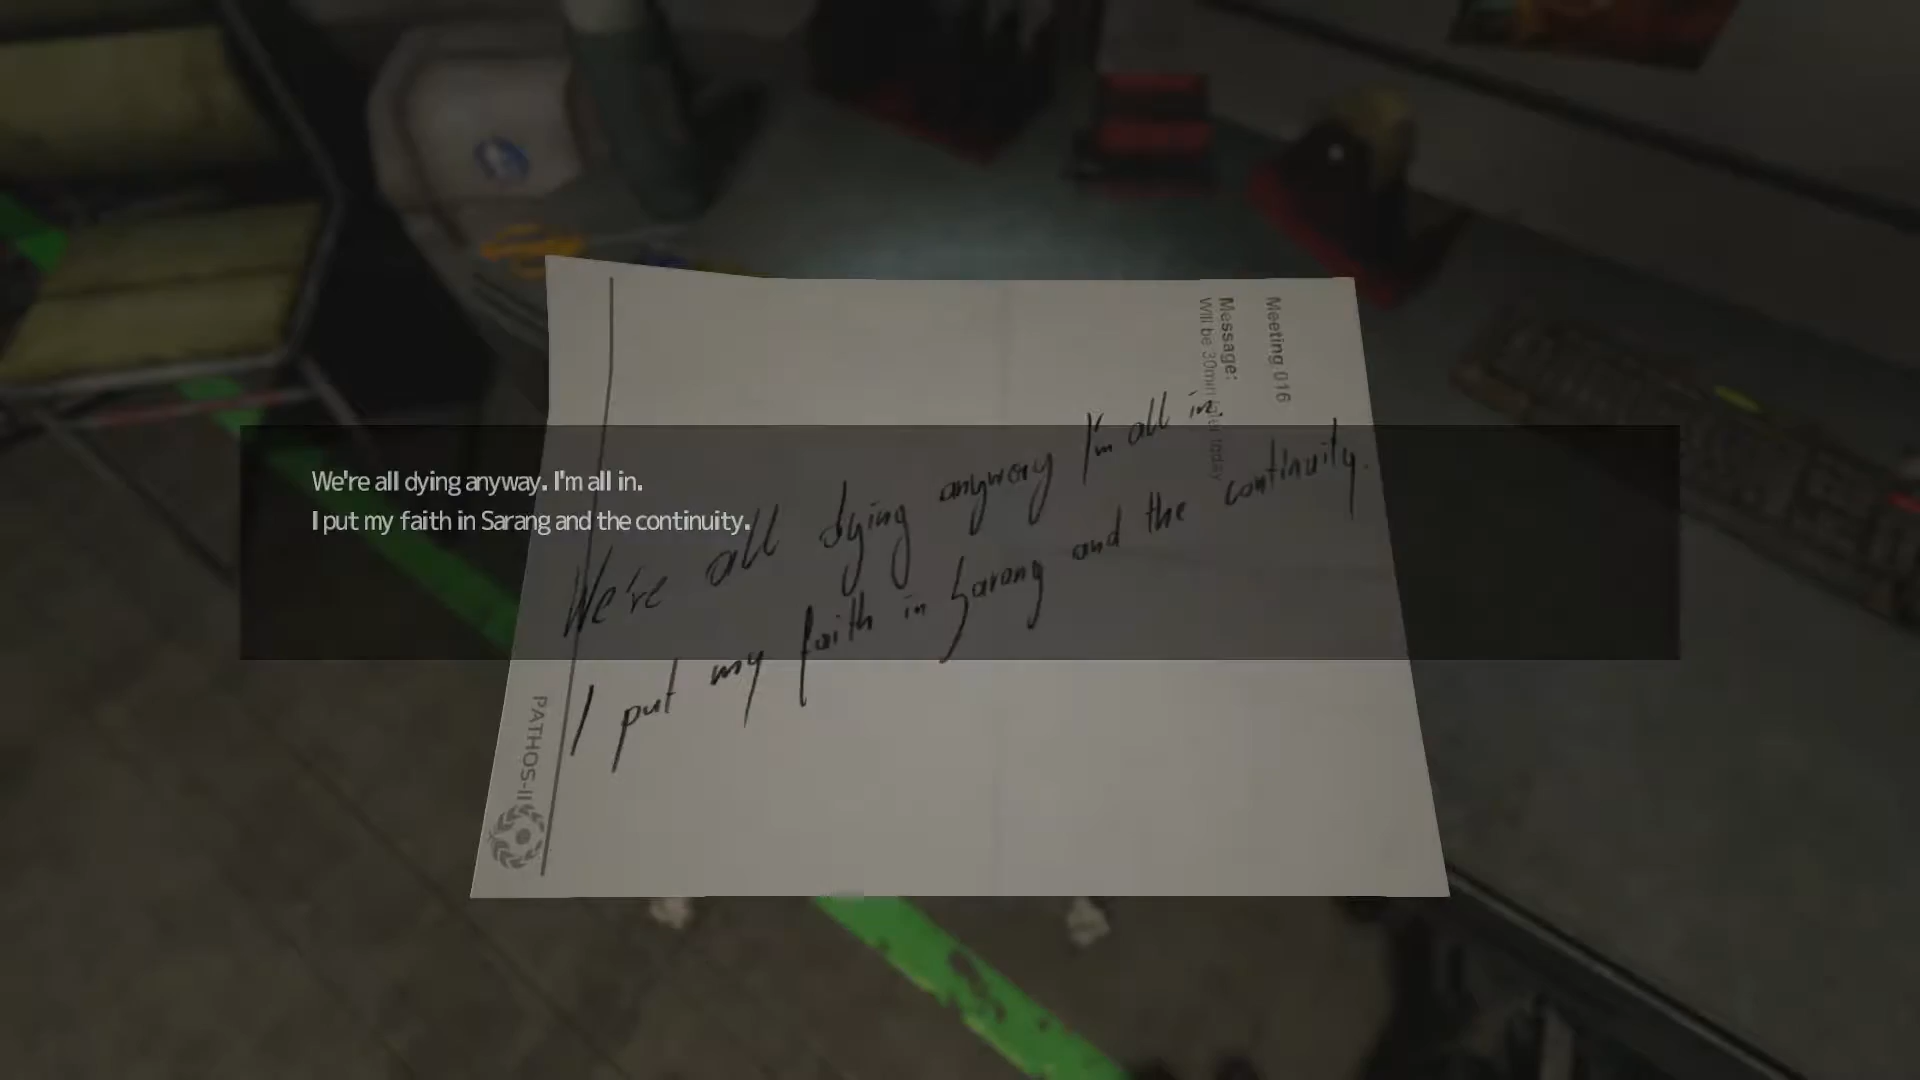 Meeting 016
Message:
Will be 30min later today
We're all dying anyway. I'm all in.
I put my faith in Sarang and the continuity.
We're all dying anyway I'm all in.
I put my faith in Sarang and the continuity.
PATHOS-II